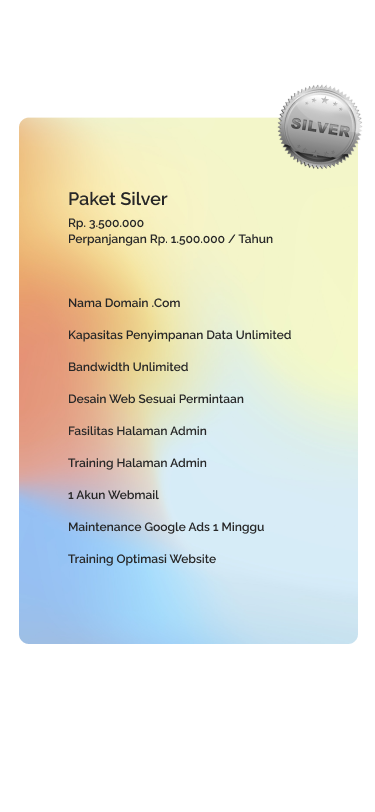 SILVER
Paket Silver
Rp. 3.500.000
Perpanjangan Rp. 1.500.000 / Tahun
Nama Domain .Com
Kapasitas Penyimpanan Data Unlimited
Bandwidth Unlimited
Desain Web Sesuai Permintaan
Fasilitas Halaman Admin
Training Halaman Admin
1 Akun Webmail
Maintenance Google Ads 1 Minggu
Training Optimasi Website